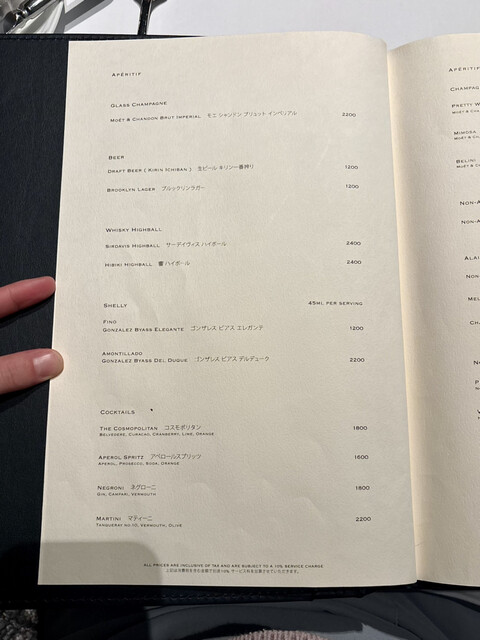 APÉRITIF
GLASS CHAMPAGNE
MOËT & CHANDON BRUT IMPERIAL モエ シャンドン ブリュット インペリアル 2200
BEER
DRAFT BEER ( KIRIN ICHIBAN ) 生ビール キリン一番搾り 1200
BROOKLYN LAGER ブルックリンラガー 1200
WHISKY HIGHBALL
SIRDAVIS HIGHBALL サーデイヴィス ハイボール 2400
HIBIKI HIGHBALL 響 ハイボール 2400
SHELLY 45ML PER SERVING
FINO
GONZALEZ BYASS ELEGANTE ゴンザレス ビアス エレガンテ 1200
AMONTILLADO
GONZALEZ BYASS DEL DUQUE ゴンザレス ビアス デルデューク 2200
COCKTAILS
THE COSMOPOLITAN コスモポリタン 1800
BELVEDERE, CURACAO, CRANBERRY, LIME, ORANGE
APEROL SPRITZ アペロールスプリッツ 1600
APEROL, PROSECCO, SODA, ORANGE
NEGRONI ネグローニ 1800
GIN, CAMPARI, VERMOUTH
MARTINI マティーニ 2200
TANQUERAY NO.10, VERMOUTH, OLIVE
ALL PRICES ARE INCLUSIVE OF TAX AND ARE SUBJECT TO A 10% SERVICE CHARGE
APÉRITIF
CHAMPAG
PRETTY W
MOËT & C
MIMOSA
MOËT & C
BELINI
MOËT & C
NON-A
NON-A
ALAI
NON
MEL
CH